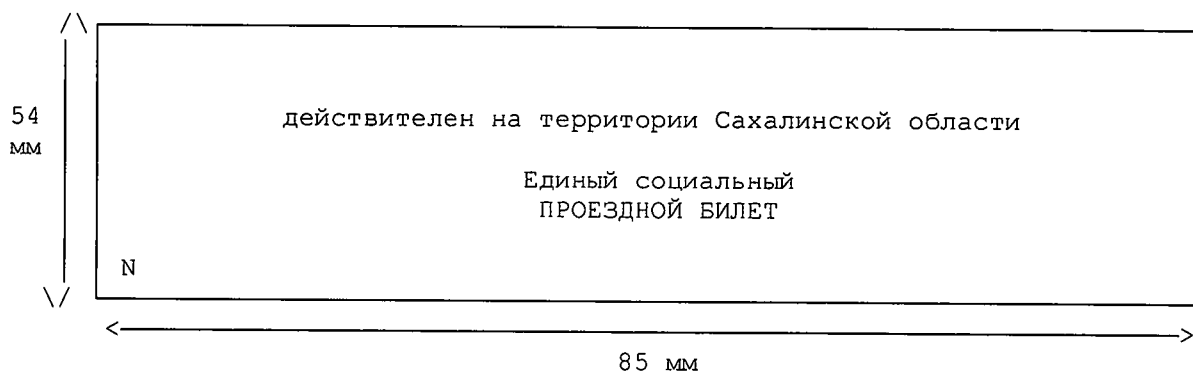 54
мм
действителен на территории Сахалинской области
Единый социальный
ПРОЕЗДНОЙ БИЛЕТ
N
85 мм